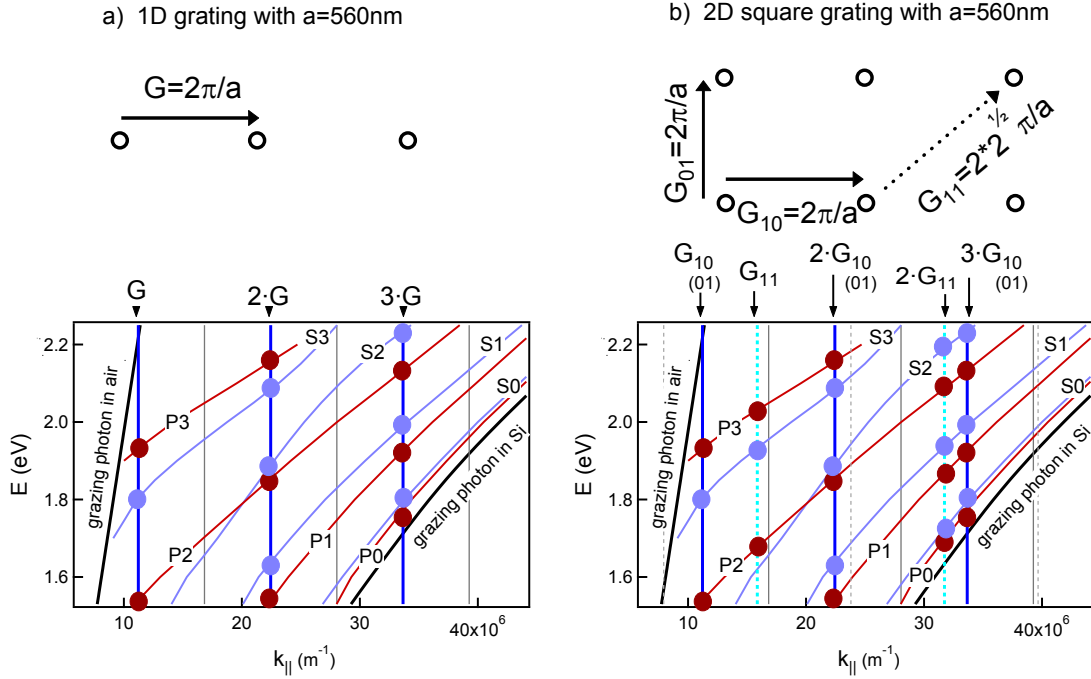 a) 1D grating with a=560nm
G=2π/a
G
2·G
3·G
2.2
2.0
1.8
1.6
E (eV)
grazing photon in air
P3
P2
S3
S2
S1
S0
P1
P0
grazing photon in Si
10
20
30
40x10⁶
k|| (m⁻¹)
b) 2D square grating with a=560nm
G₀₁=2π/a
G₁₀=2π/a
G₁₁=2*2^½ π/a
G₁₀
(01)
G₁₁
2·G₁₀
(01)
2·G₁₁
3·G₁₀
(01)
2.2
2.0
1.8
1.6
E (eV)
grazing photon in air
P3
P2
S3
S2
S1
S0
P1
P0
grazing photon in Si
10
20
30
40x10⁶
k|| (m⁻¹)